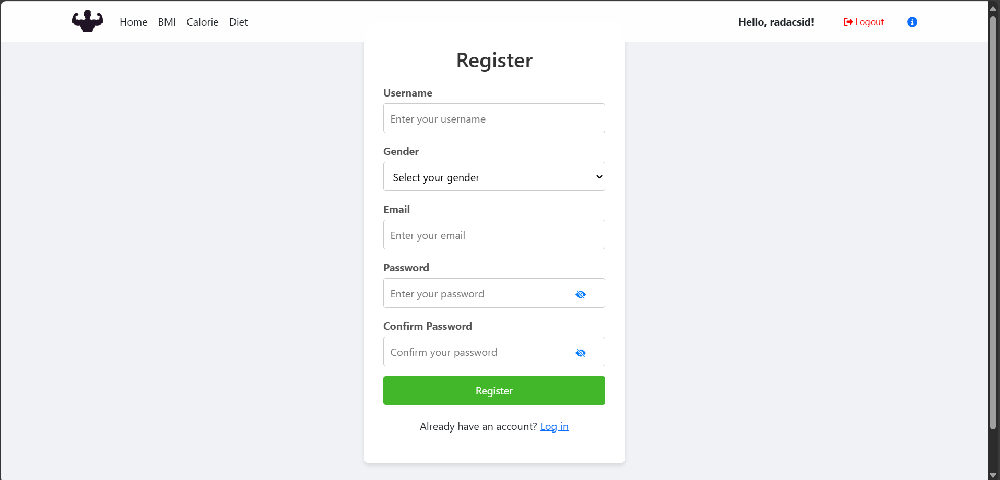 Home BMI Calorie Diet Hello, radacsid! Logout
Register
Username
Enter your username
Gender
Select your gender
Email
Enter your email
Password
Enter your password
Confirm Password
Confirm your password
Register
Already have an account? Log in